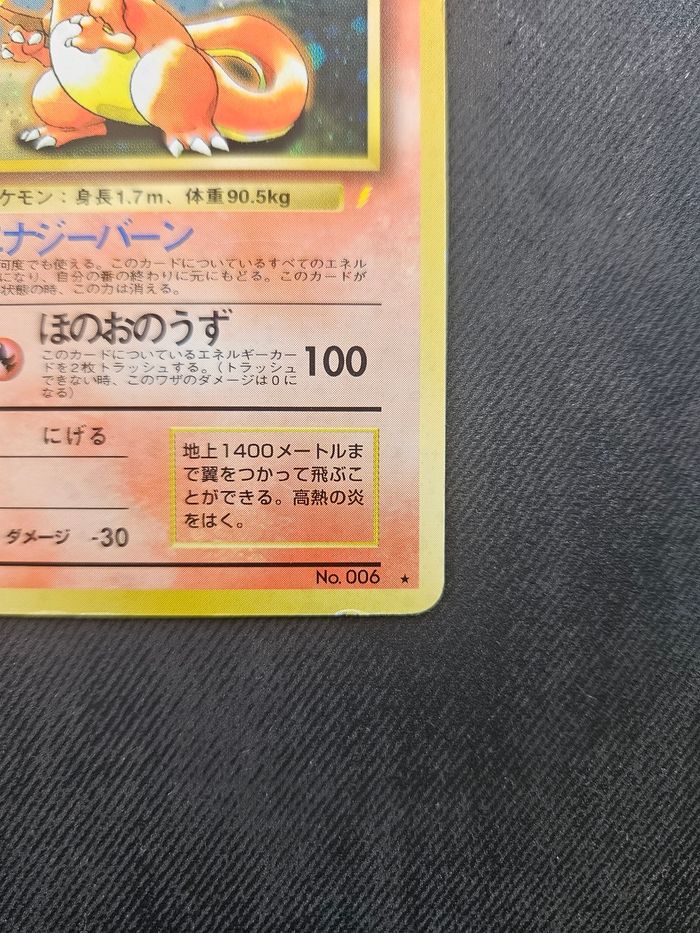 ケモン：身長1.7m、体重90.5kg
ナジーバーン
何度でも使える。このカードについているすべてのエネル
になり、自分の番の終わりに元にもどる。このカードが
状態の時、この力は消える。
ほのおのうず
このカードについているエネルギーカー
ドを2枚トラッシュする。（トラッシュ
できない時、このワザのダメージは0に
なる）
100
にげる
地上1400メートルま
で翼をつかって飛ぶこ
とができる。高熱の炎
をはく。
ダメージ -30
No. 006 ★